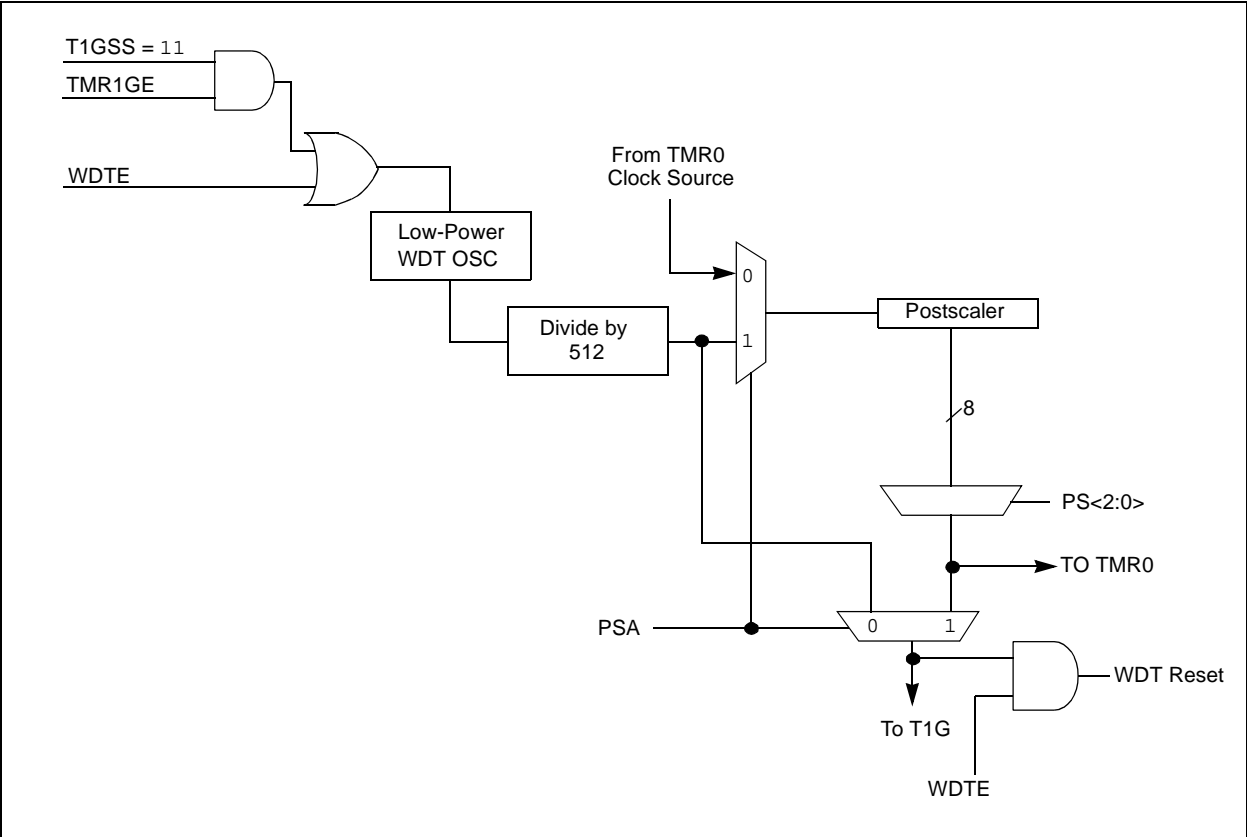 T1GSS = 11
TMR1GE
WDTE
From TMR0
Clock Source
Low-Power
WDT OSC
0
Postscaler
Divide by
512
1
8
PS<2:0>
TO TMR0
PSA
0
1
WDT Reset
To T1G
WDTE